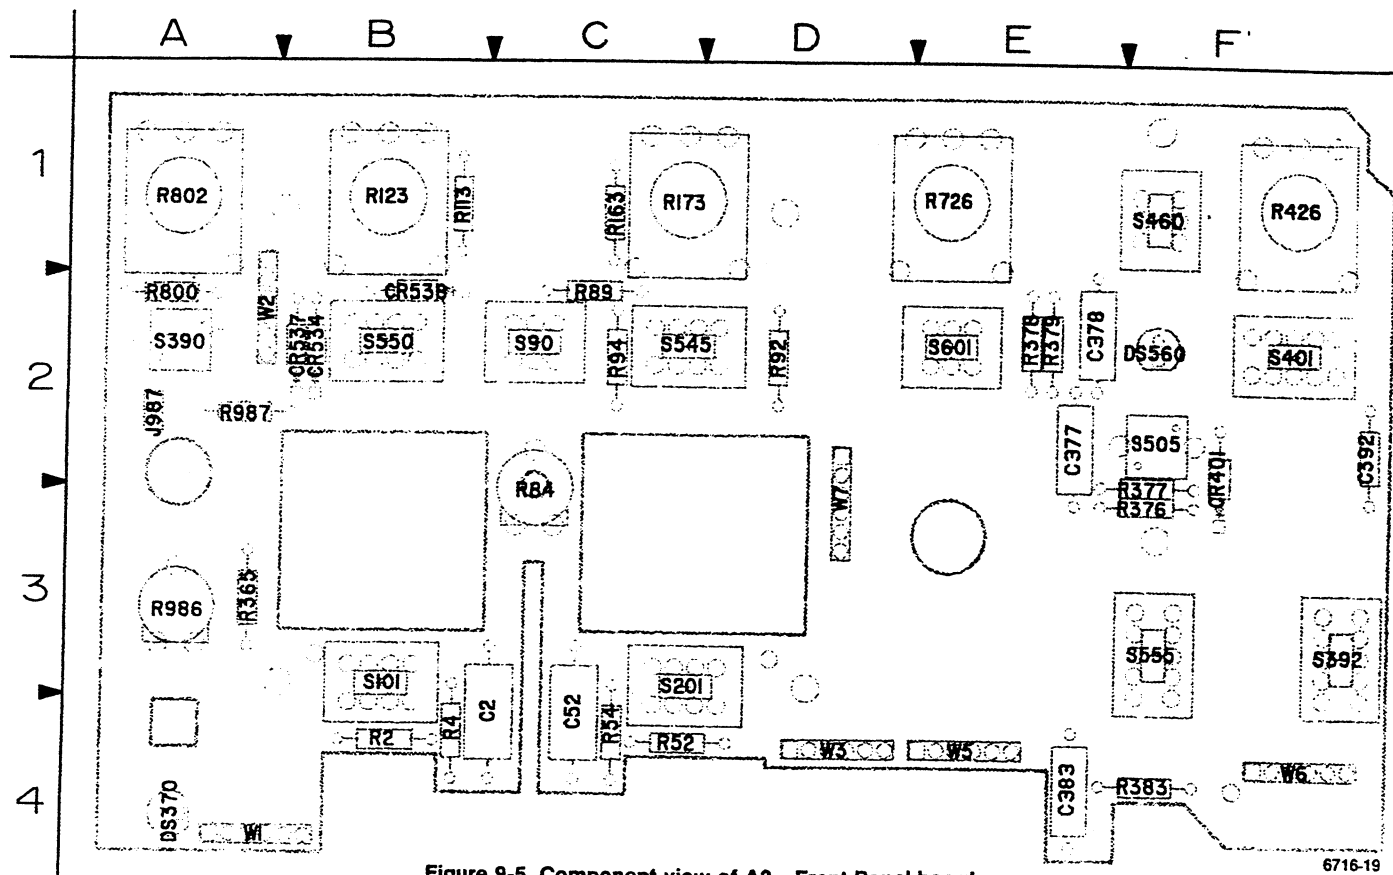 A B C D E F
1
R802 R123 R113 R163 R173 R726 S460 R426
R800 W2 CR538 R89
S390 CR537 CR534 S550 S90 R94 S545 R92 S601 R378 R379 C378 DS560 S401
2
J987 R987 C377 S505 CR401 C392
R84 W7 R377
R376
3
R986 R365 S555 S392
S101 C2 C52 S201
R2 R4 R54 R52 W3 W5 W6
4
DS370 W1 C383 R383
Figure 9-5. Component view of A2—Front Panel board.
6716-19